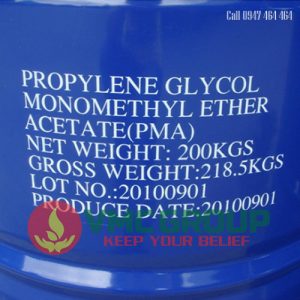 Call 0947 464 464
PROPYLENE GLYCOL
MONOMETHYL ETHER
ACETATE(PMA)
NET WEIGHT: 200KGS
GROSS WEIGHT:218.5KGS
LOT NO.:20100901
PRODUCE DATE:20100901
VMC GROUP
KEEP YOUR BELIEF